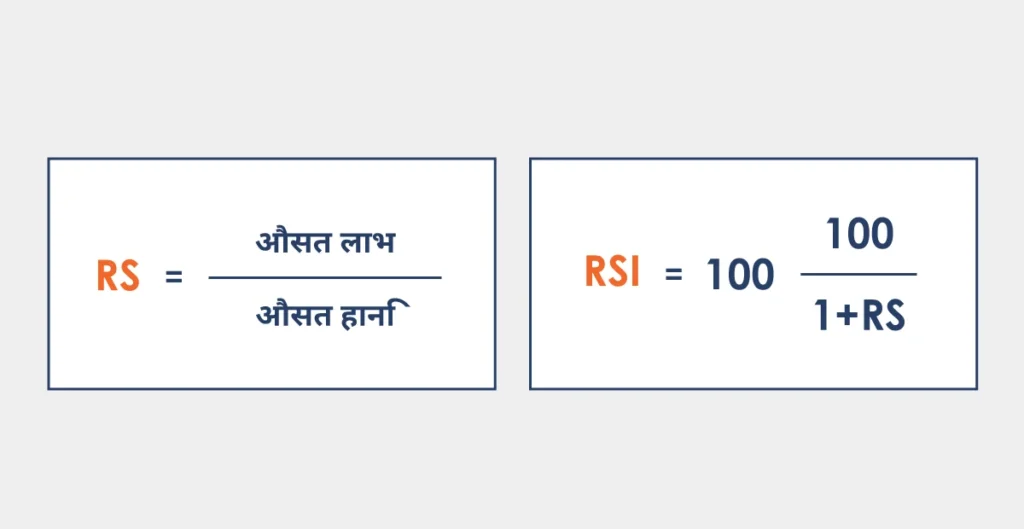 औसत लाभ
RS =
औसत हानि
100
RSI = 100
1+RS